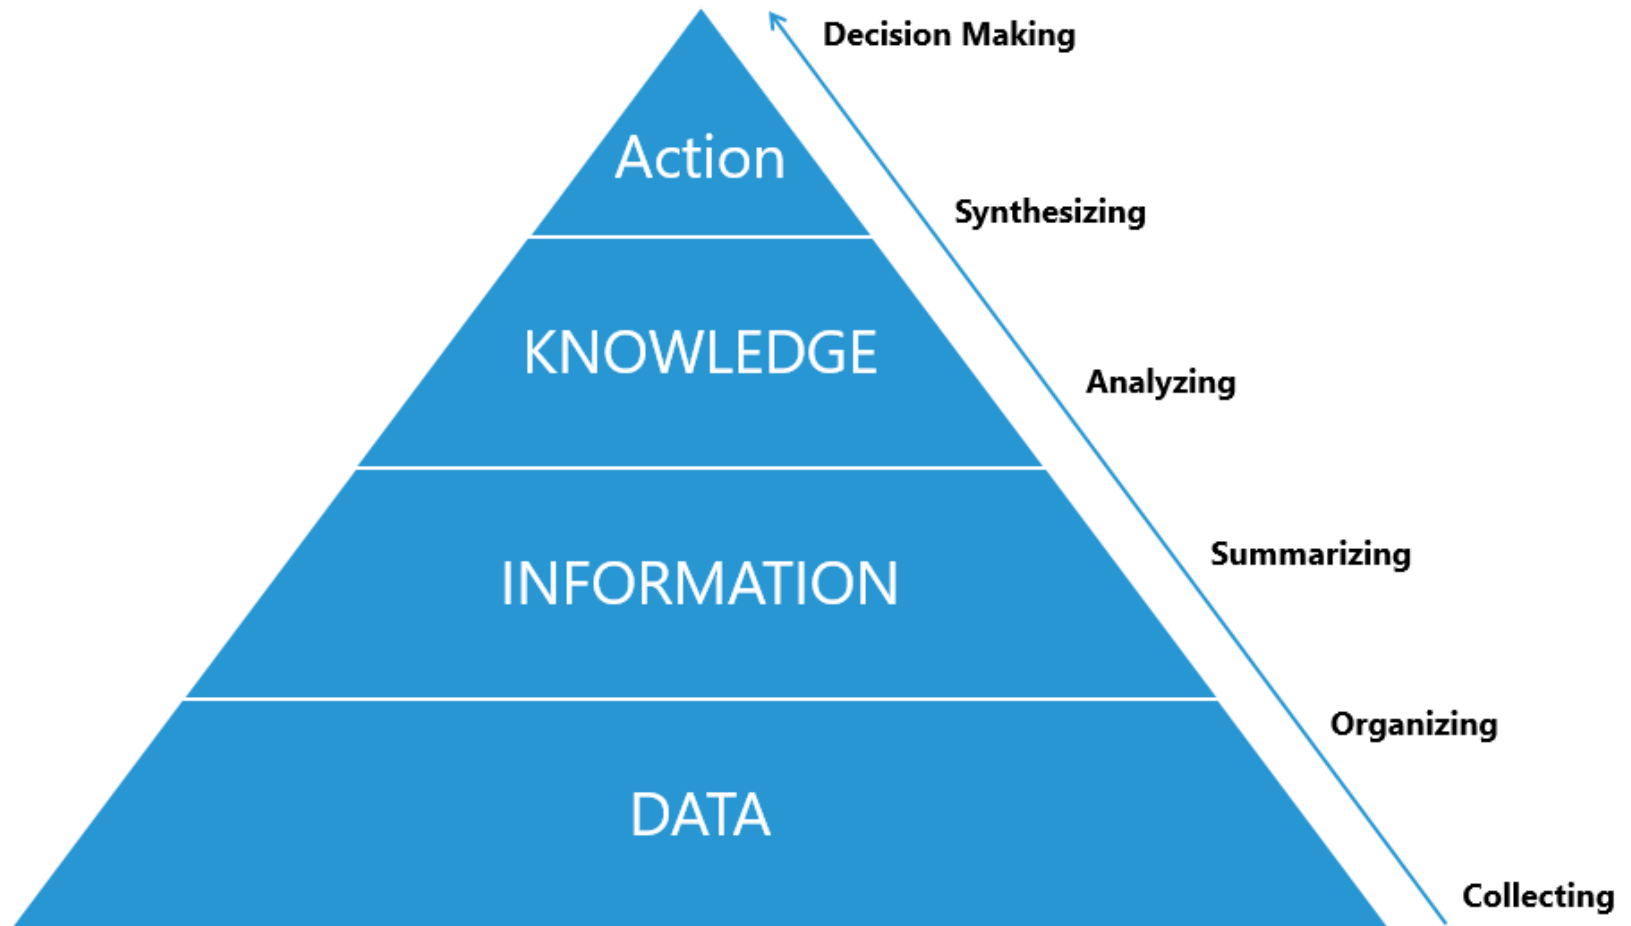 Decision Making
Action
Synthesizing
KNOWLEDGE
Analyzing
Summarizing
INFORMATION
Organizing
DATA
Collecting